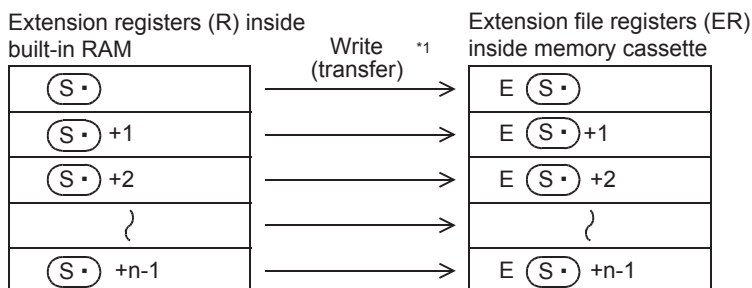 Extension registers (R) inside
built-in RAM
Write *1
(transfer)
Extension file registers (ER)
inside memory cassette
S· E S·
S· +1 E S· +1
S· +2 E S· +2
S· +n-1 E S· +n-1